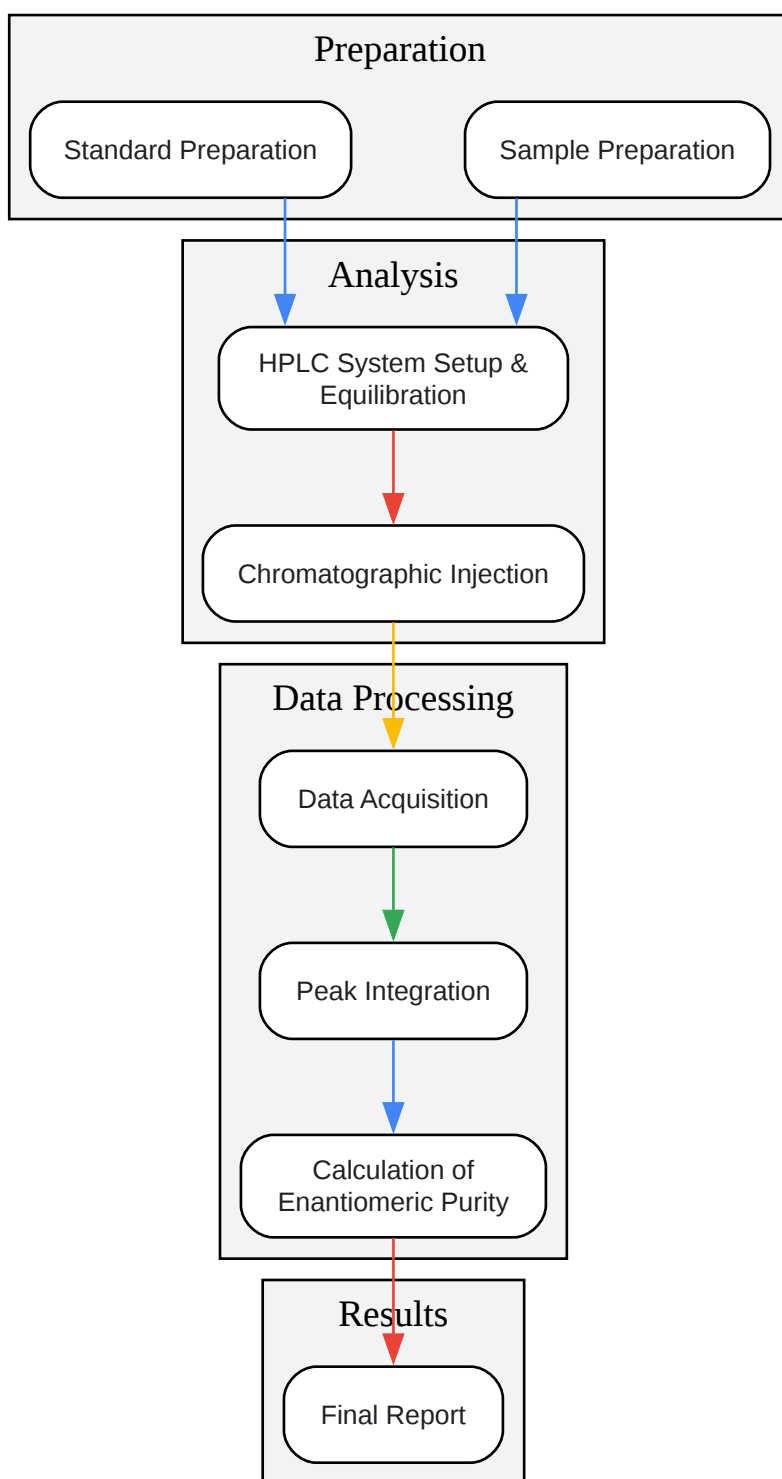 Preparation
Standard Preparation
Sample Preparation
Analysis
HPLC System Setup &
Equilibration
Chromatographic Injection
Data Processing
Data Acquisition
Peak Integration
Calculation of
Enantiomeric Purity
Results
Final Report